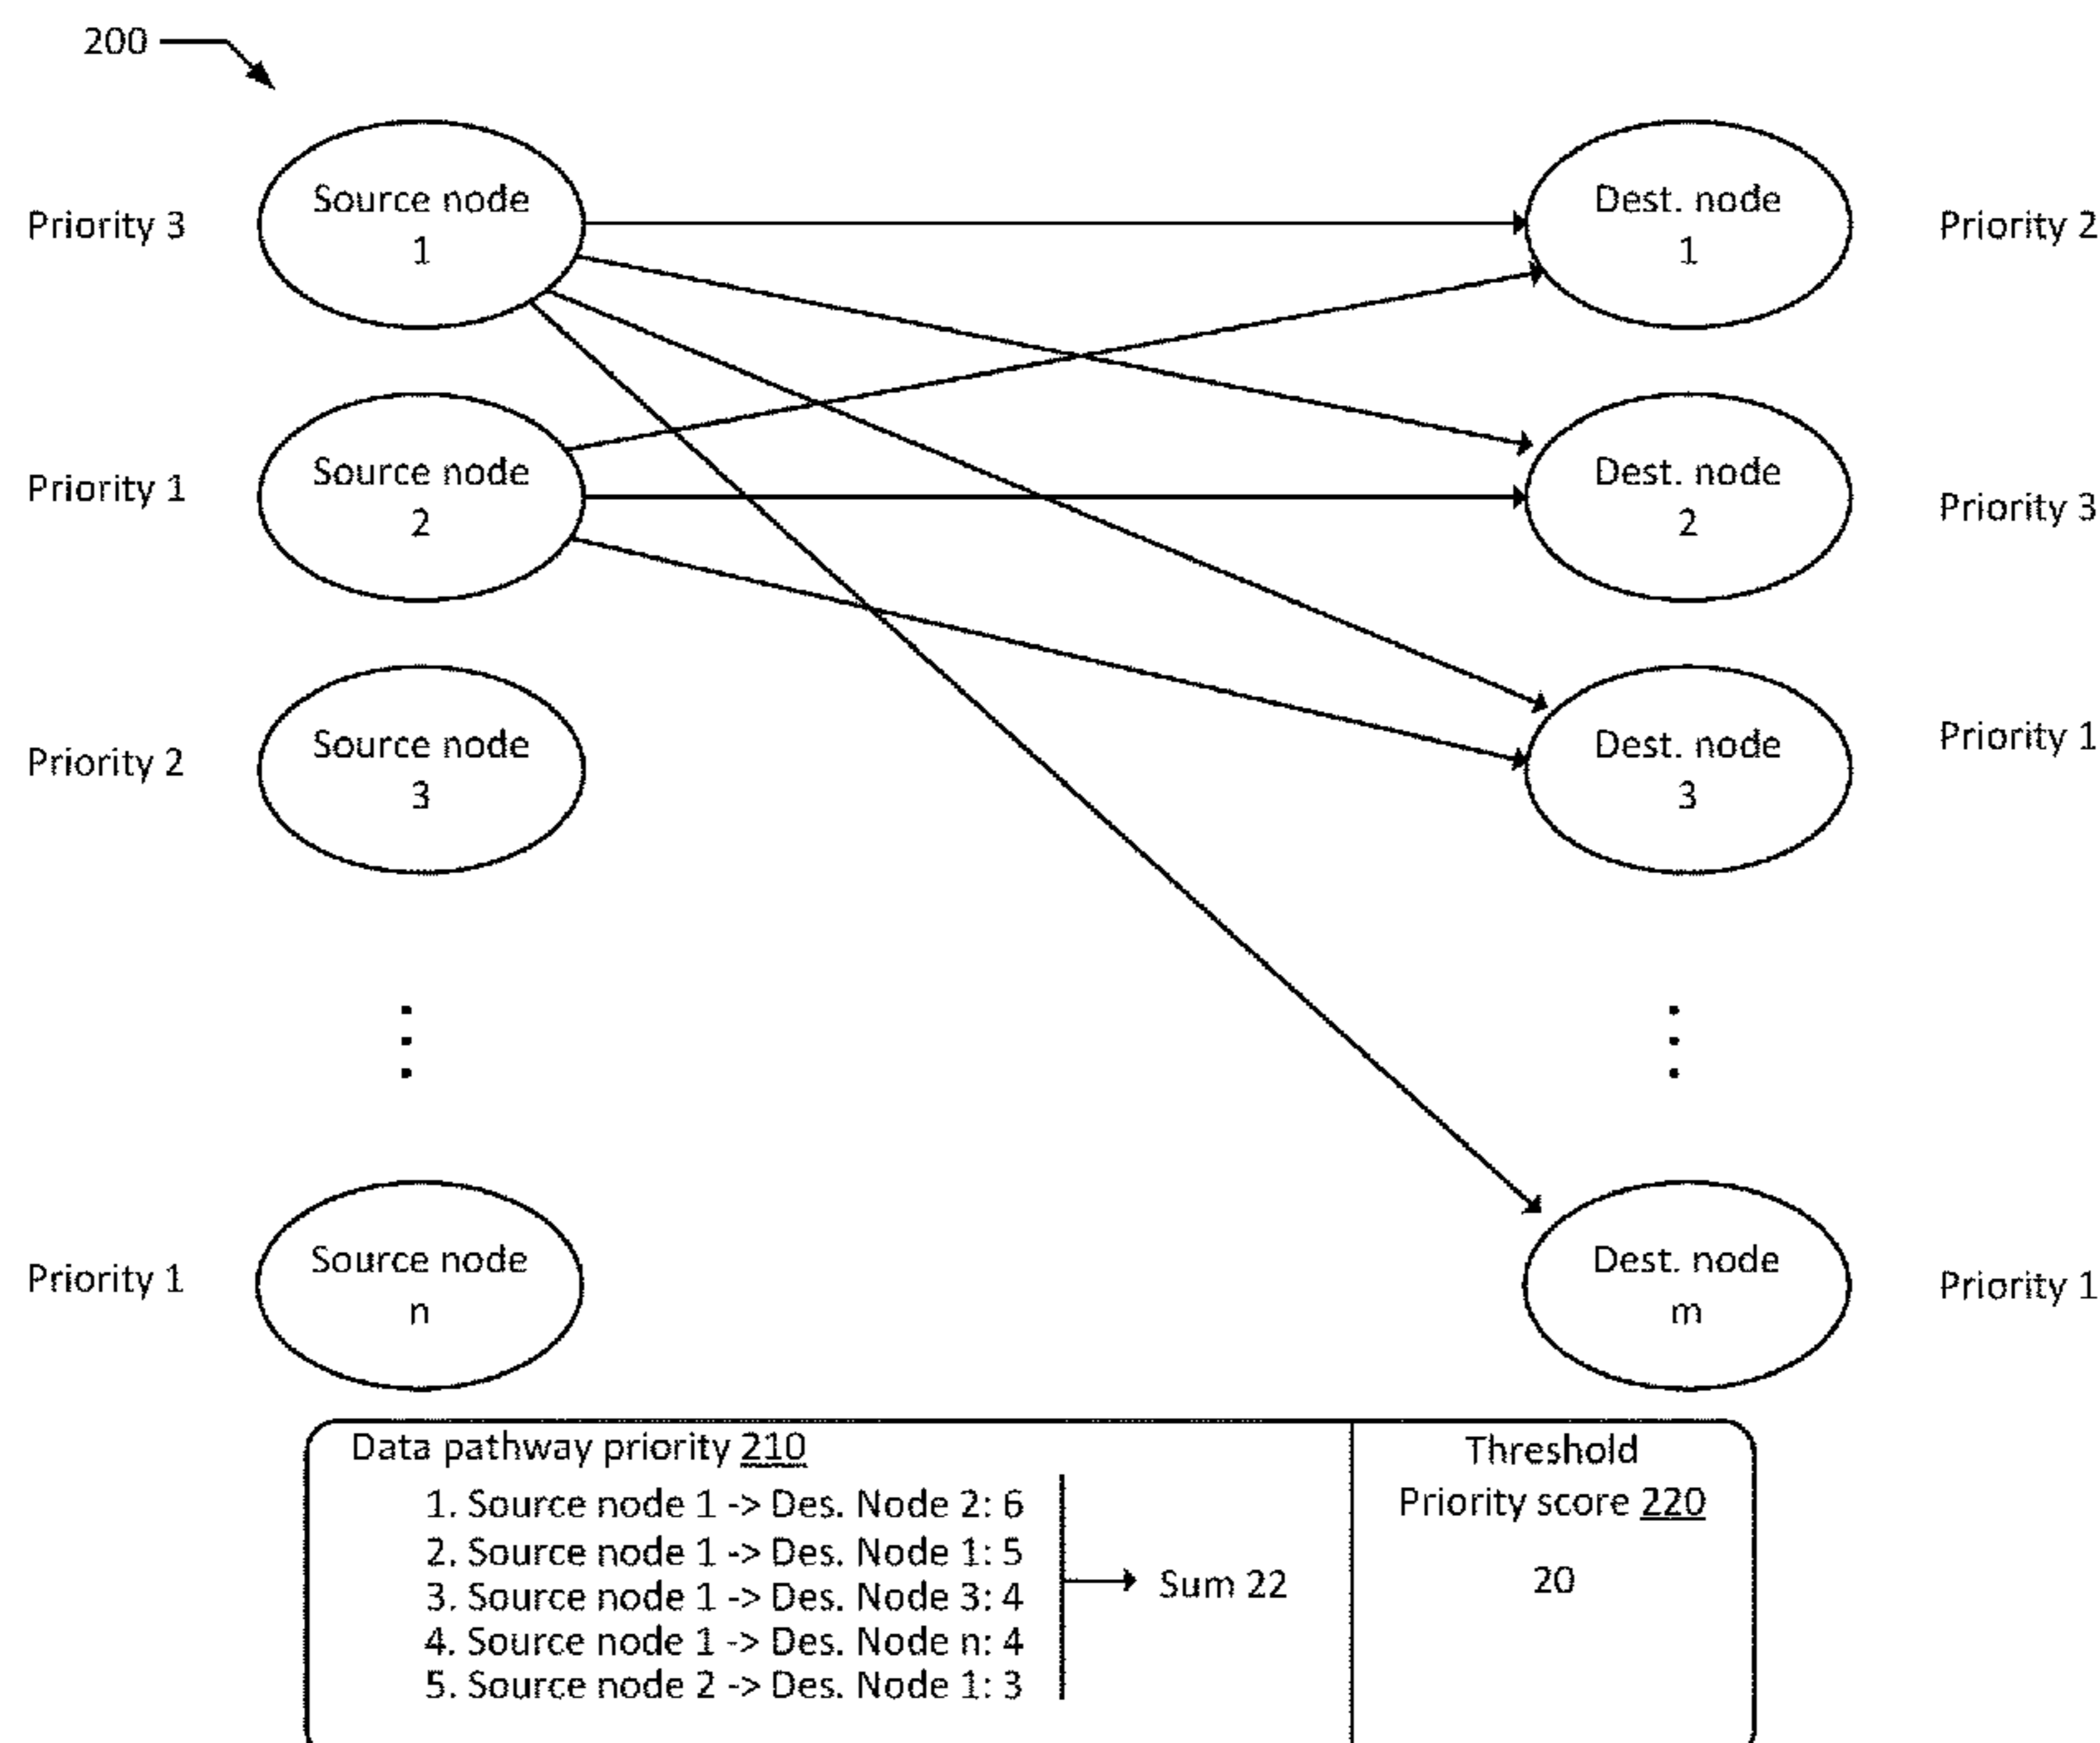 200
Priority 3
Source node
1
Dest. node
1
Priority 2
Priority 1
Source node
2
Dest. node
2
Priority 3
Priority 2
Source node
3
Dest. node
3
Priority 1
Priority 1
Source node
n
Dest. node
m
Priority 1
Data pathway priority 210
1. Source node 1 -> Des. Node 2: 6
2. Source node 1 -> Des. Node 1: 5
3. Source node 1 -> Des. Node 3: 4
4. Source node 1 -> Des. Node n: 4
5. Source node 2 -> Des. Node 1: 3
Sum 22
Threshold
Priority score 220
20